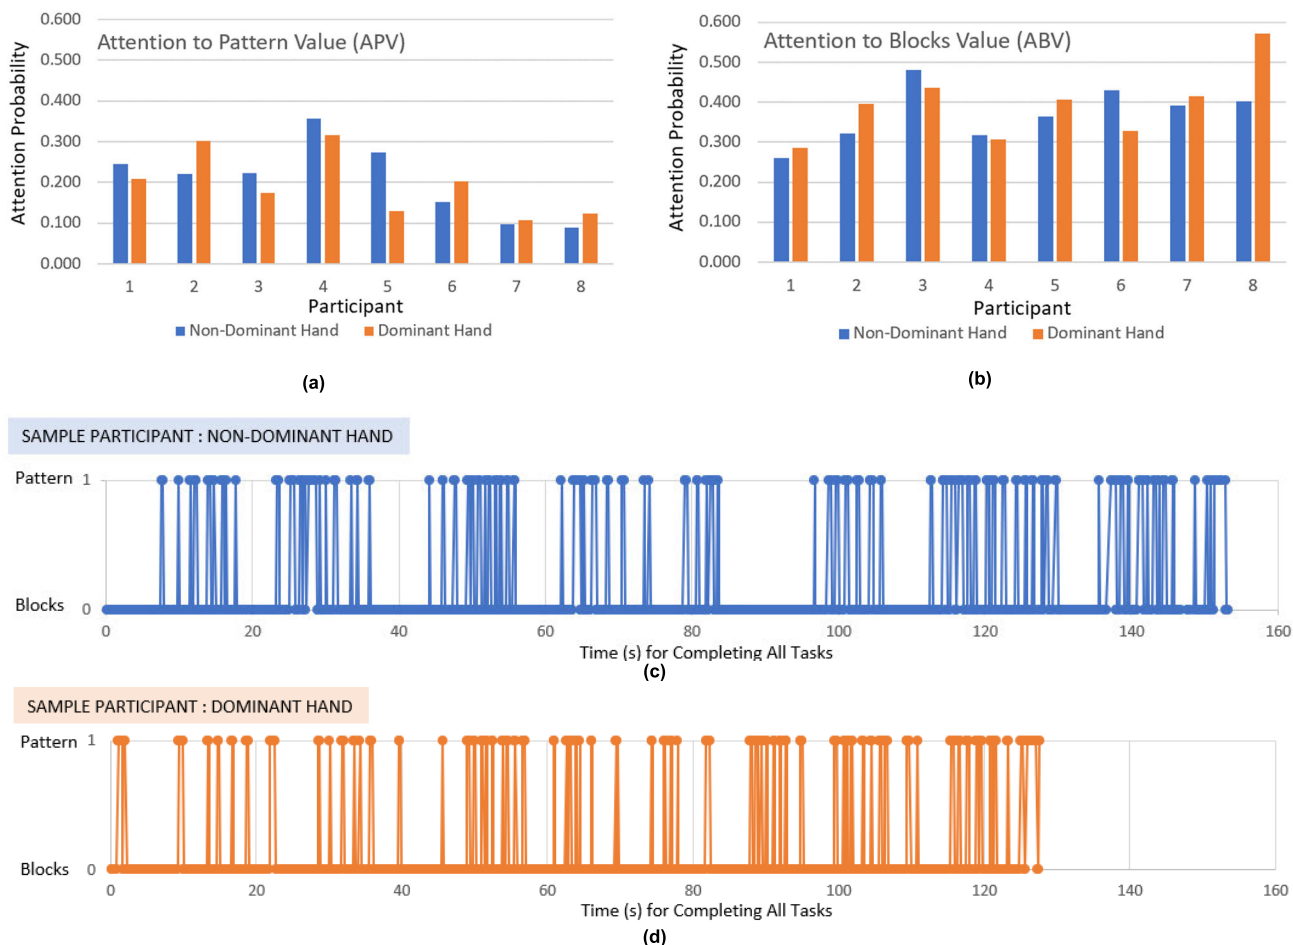 Attention to Pattern Value (APV)
Attention Probability
0.600
0.500
0.400
0.300
0.200
0.100
0.000
1 2 3 4 5 6 7 8
Participant
Non-Dominant Hand Dominant Hand
(a)
Attention to Blocks Value (ABV)
Attention Probability
0.600
0.500
0.400
0.300
0.200
0.100
0.000
1 2 3 4 5 6 7 8
Participant
Non-Dominant Hand Dominant Hand
(b)
SAMPLE PARTICIPANT : NON-DOMINANT HAND
Pattern 1
Blocks 0
0 20 40 60 80 100 120 140 160
Time (s) for Completing All Tasks
(c)
SAMPLE PARTICIPANT : DOMINANT HAND
Pattern 1
Blocks 0
0 20 40 60 80 100 120 140 160
Time (s) for Completing All Tasks
(d)